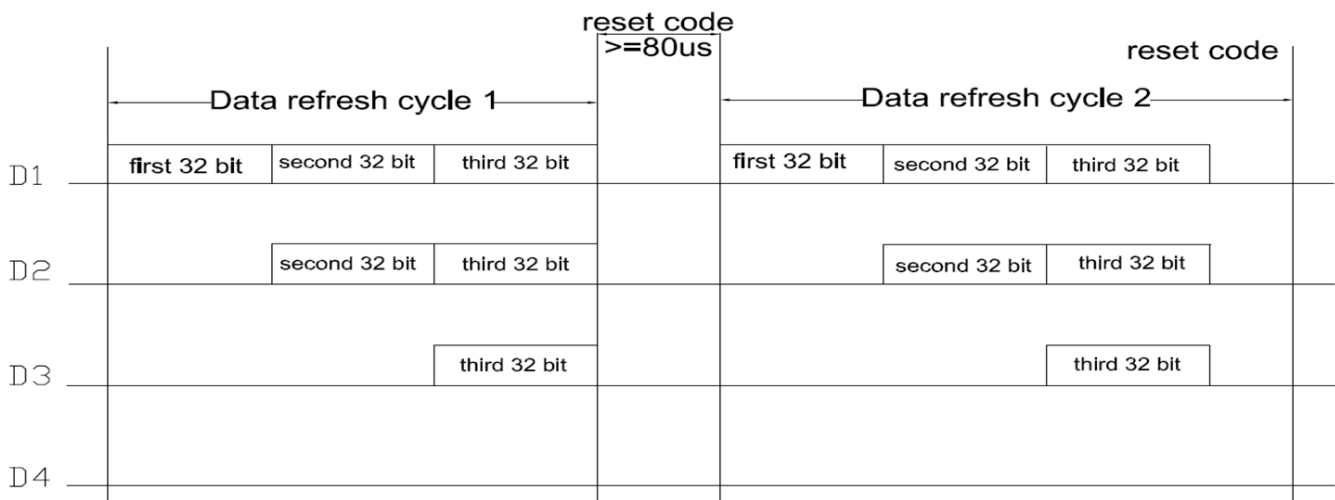 reset code
>=80us
reset code
Data refresh cycle 1
Data refresh cycle 2
D1
first 32 bit
second 32 bit
third 32 bit
first 32 bit
second 32 bit
third 32 bit
D2
second 32 bit
third 32 bit
second 32 bit
third 32 bit
D3
third 32 bit
third 32 bit
D4